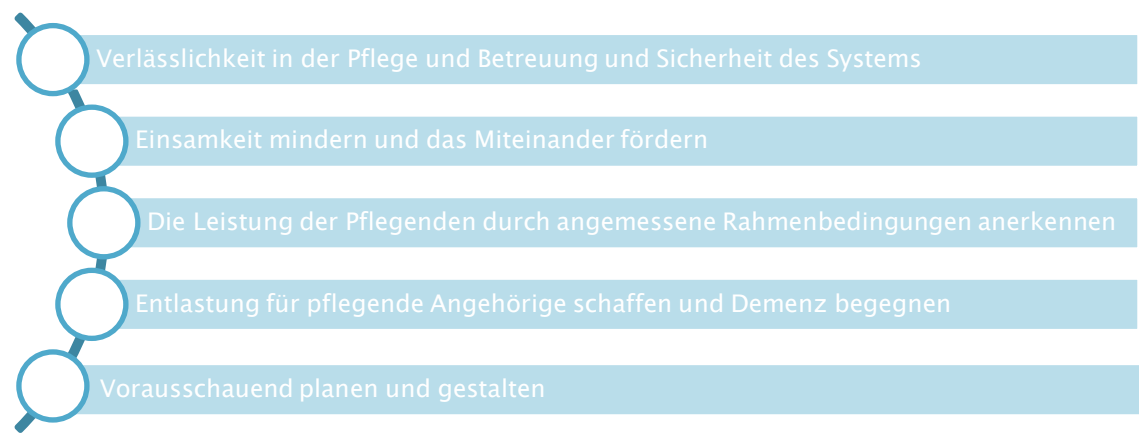 Verlässlichkeit in der Pflege und Betreuung und Sicherheit des Systems
Einsamkeit mindern und das Miteinander fördern
Die Leistung der Pflegenden durch angemessene Rahmenbedingungen anerkennen
Entlastung für pflegende Angehörige schaffen und Demenz begegnen
Vorausschauend planen und gestalten